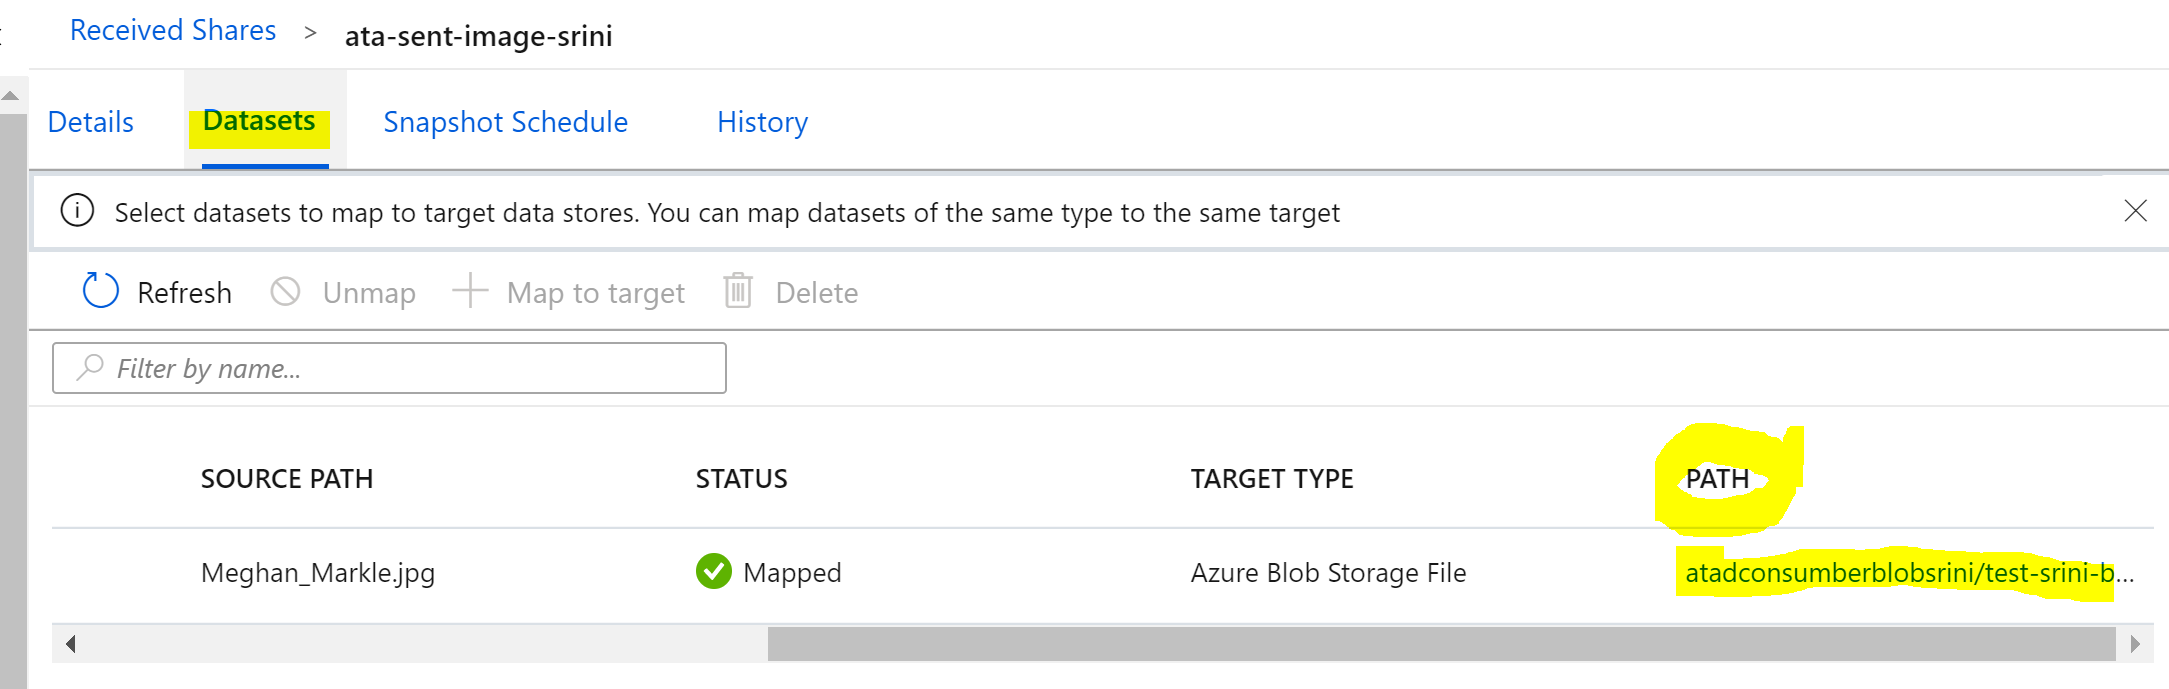 Received Shares > ata-sent-image-srini
Details Datasets Snapshot Schedule History
Select datasets to map to target data stores. You can map datasets of the same type to the same target
Refresh Unmap Map to target Delete
Filter by name...
SOURCE PATH STATUS TARGET TYPE PATH
Meghan_Markle.jpg Mapped Azure Blob Storage File atadconsumberblobsrini/test-srini-b...